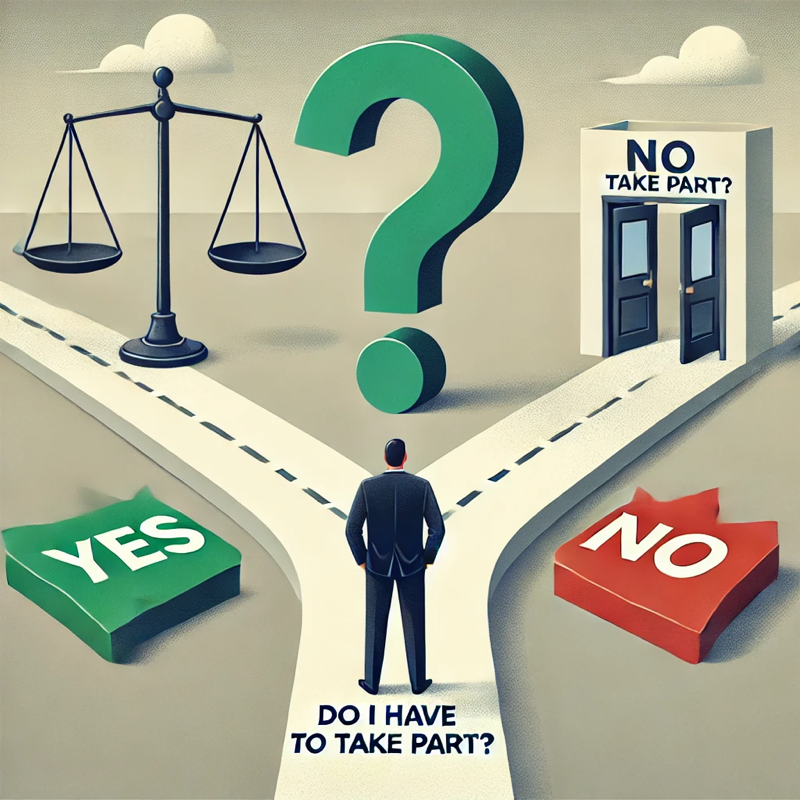 NO
TAKE PART?
YES
NO
DO I HAVE
TO TAKE PART?